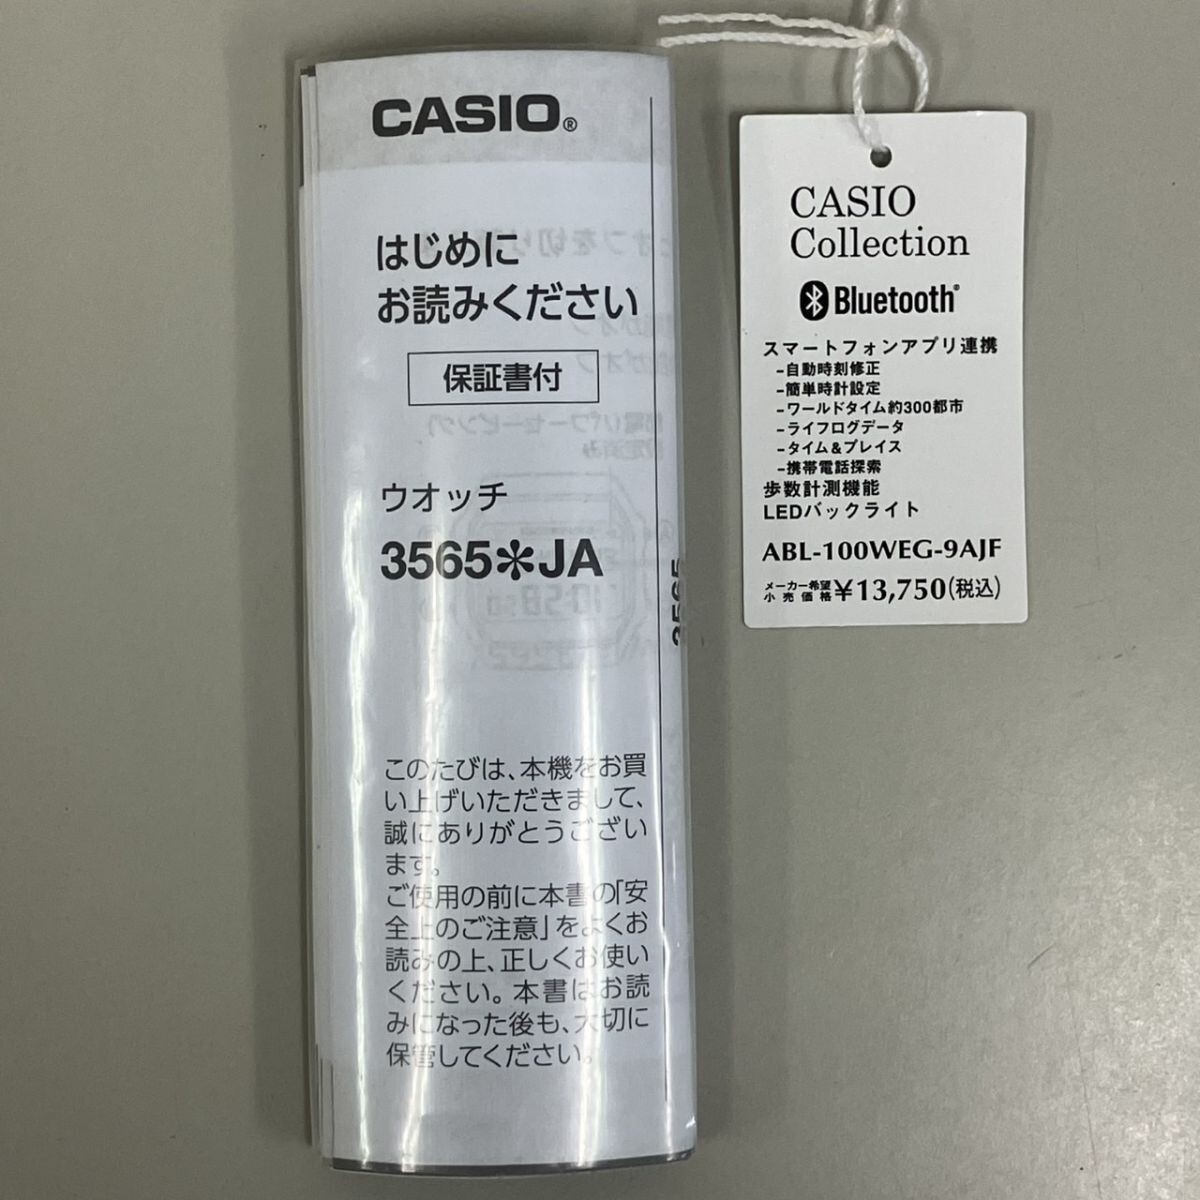 CASIO®
はじめに
お読みください
保証書付
ウオッチ
3565✻JA
このたびは、本機をお買
い上げいただきまして、
誠にありがとうござい
ます。
ご使用の前に本書の「安
全上のご注意」をよくお
読みの上、正しくお使い
ください。本書はお読
みになった後も、大切に
保管してください。
3565
CASIO
Collection
Bluetooth®
スマートフォンアプリ連携
-自動時刻修正
-簡単時計設定
-ワールドタイム約300都市
-ライフログデータ
-タイム&プレイス
-携帯電話探索
歩数計測機能
LEDバックライト
ABL-100WEG-9AJF
メーカー希望
小売価格 ¥13,750(税込)